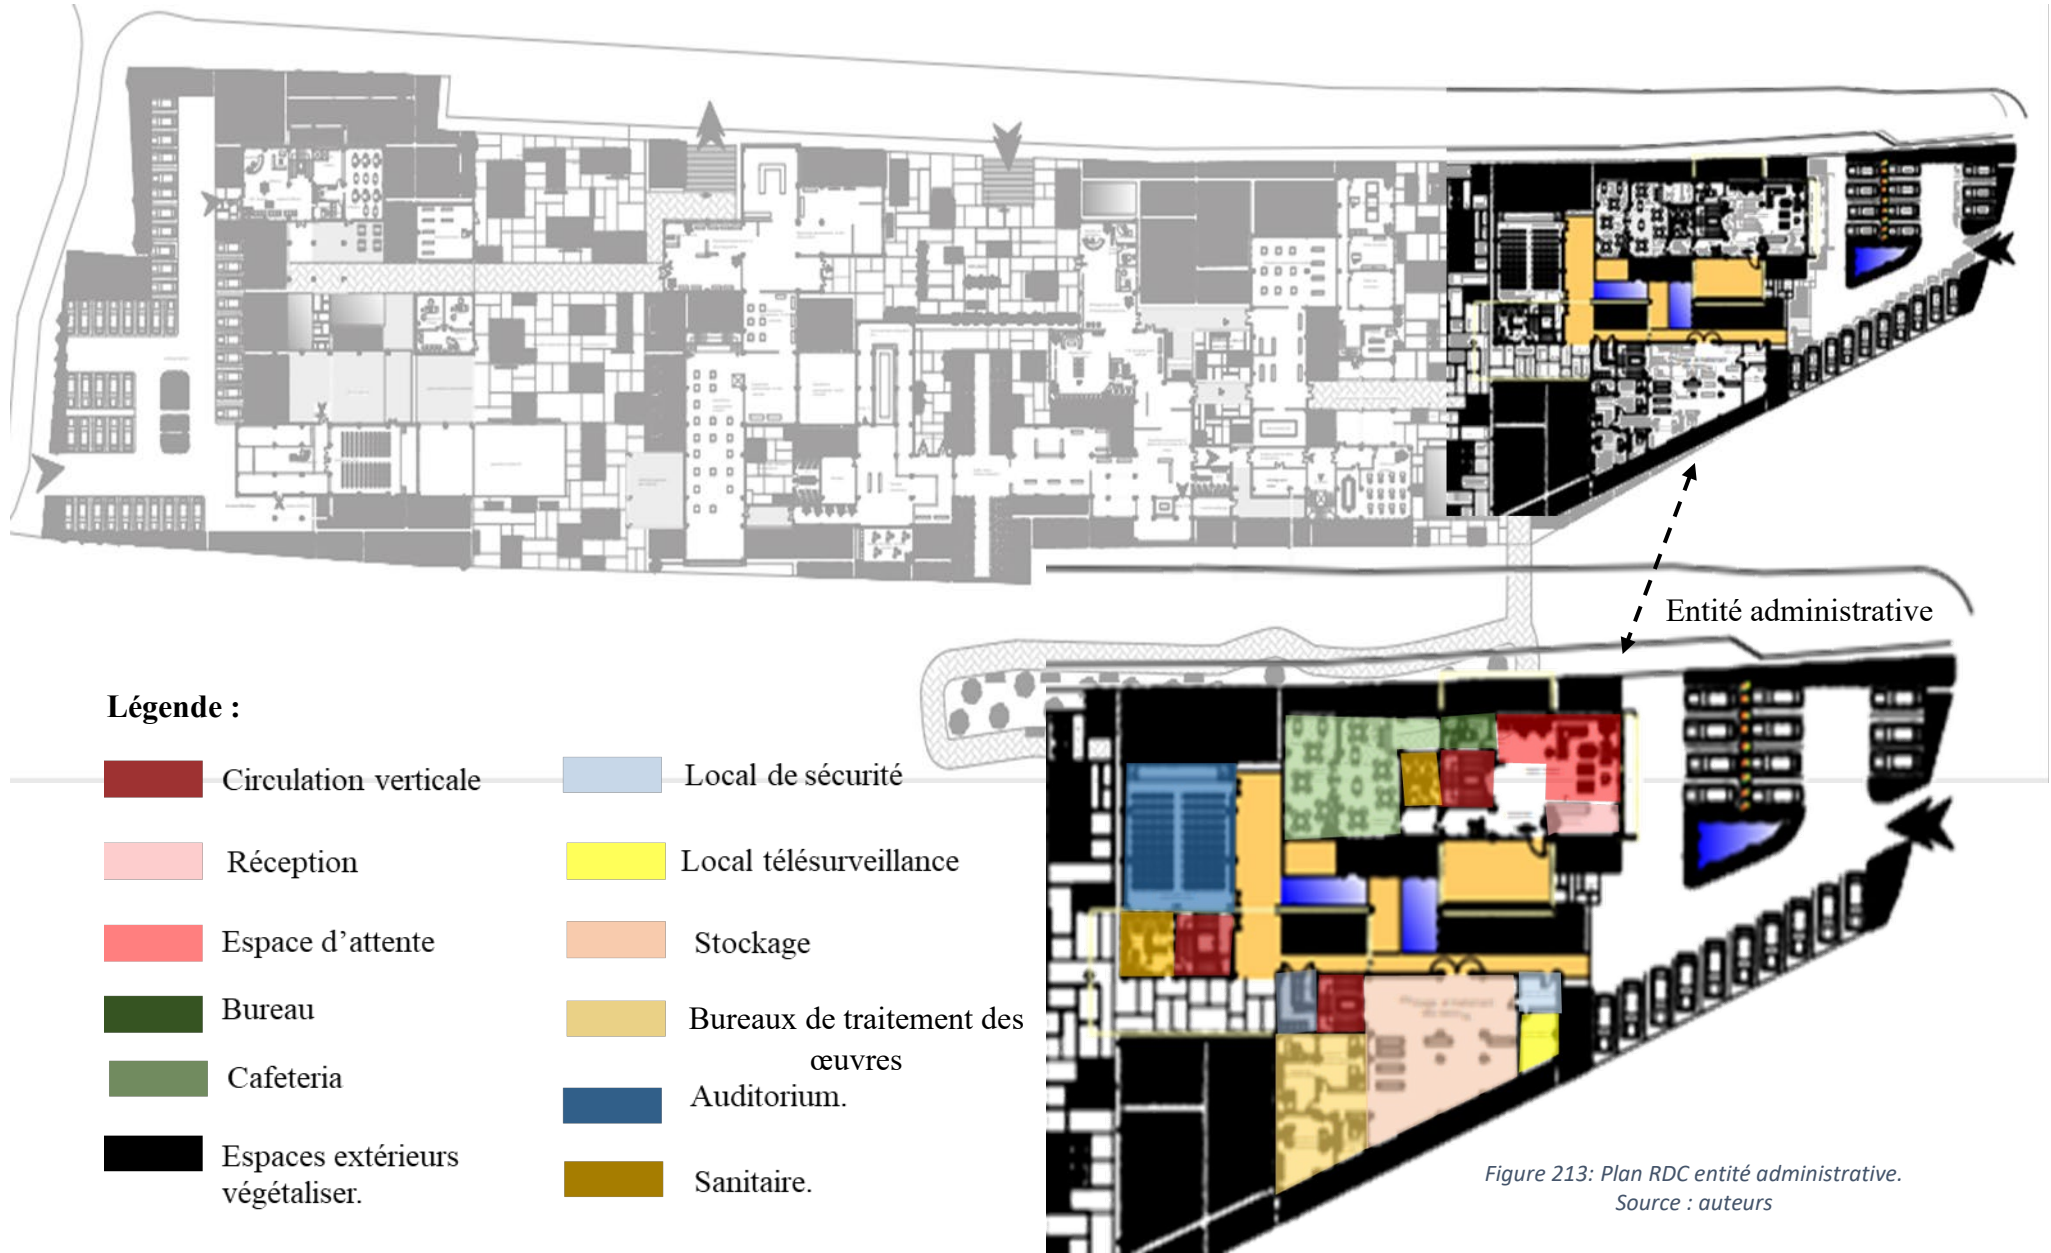 Entité administrative
Légende :
Circulation verticale
Réception
Espace d’attente
Bureau
Cafeteria
Espaces extérieurs
végétaliser.
Local de sécurité
Local télésurveillance
Stockage
Bureaux de traitement des
œuvres
Auditorium.
Sanitaire.
Figure 213: Plan RDC entité administrative.
Source : auteurs